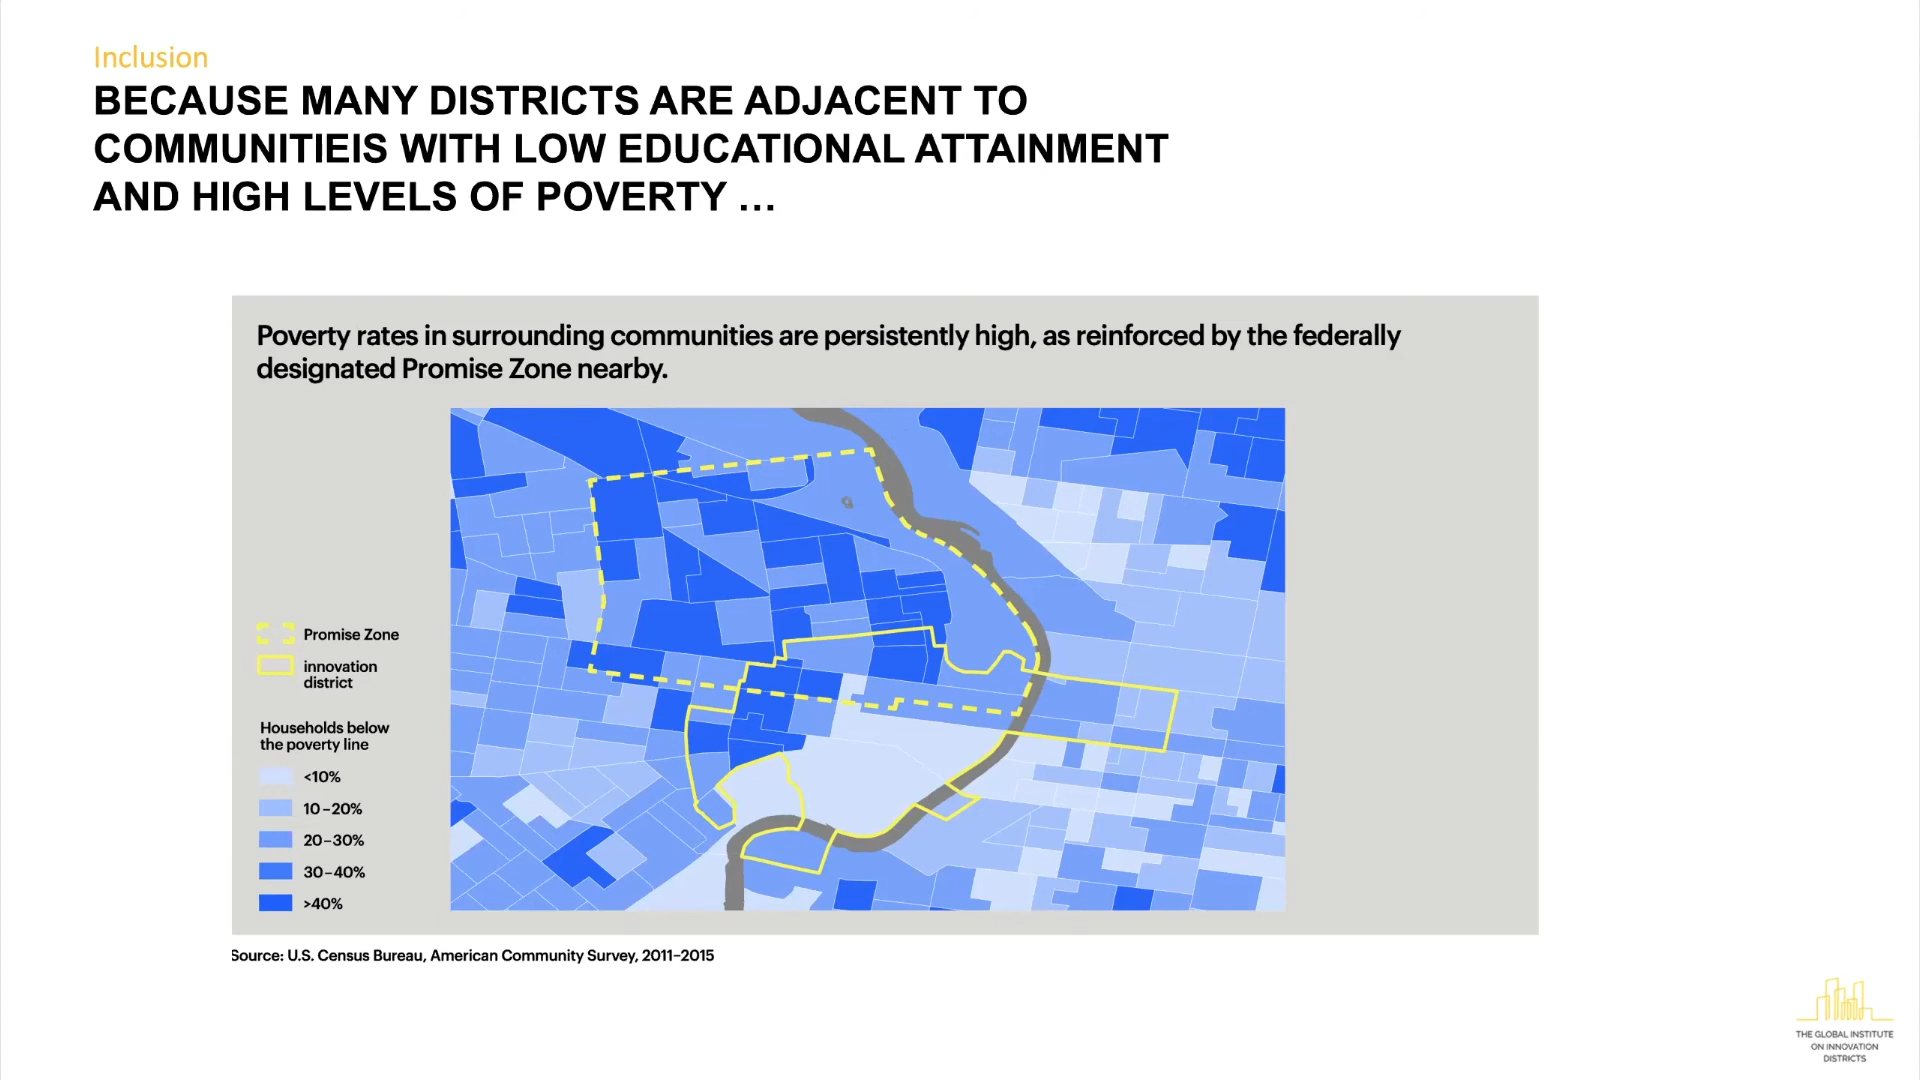 Inclusion
BECAUSE MANY DISTRICTS ARE ADJACENT TO
COMMUNITIEIS WITH LOW EDUCATIONAL ATTAINMENT
AND HIGH LEVELS OF POVERTY …
Poverty rates in surrounding communities are persistently high, as reinforced by the federally
designated Promise Zone nearby.
Promise Zone
innovation
district
Households below
the poverty line
<10%
10–20%
20–30%
30–40%
>40%
Source: U.S. Census Bureau, American Community Survey, 2011–2015
THE GLOBAL INSTITUTE
ON INNOVATION
DISTRICTS